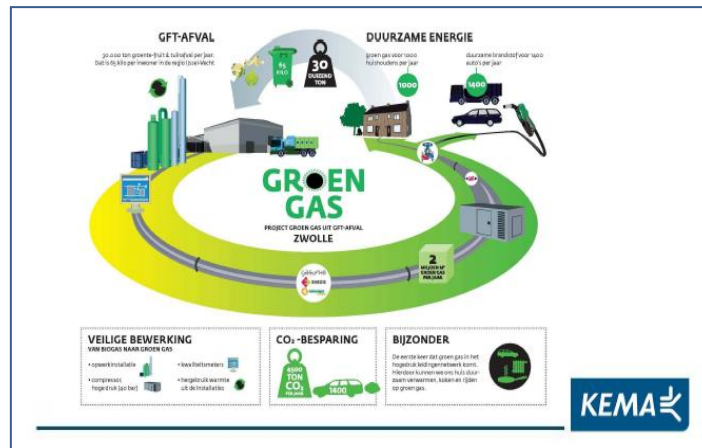 GFT-AFVAL
30.000 ton groente-fruit & tuinafval per jaar.
Dat is 65 kilo per inwoner in de regio IJssel-Vecht
65
KILO
30
DUIZEND
TON
DUURZAME ENERGIE
groen gas voor 1000
huishoudens per jaar
1000
duurzame brandstof voor 1400
auto's per jaar
1400
GROEN
GAS
PROJECT GROEN GAS UIT GFT-AFVAL
ZWOLLE
2
MILJOEN M³
GROEN GAS
PER JAAR
VEILIGE BEWERKING
VAN BIOGAS NAAR GROEN GAS
• opwerkinstallatie
• compressor,
hogedruk (40 bar)
• kwaliteitsmeters
• hergebruik warmte
uit de installaties
CO₂-BESPARING
4500
TON
CO₂
PER JAAR
1400
BIJZONDER
De eerste keer dat groen gas in het
hogedruk leidingennetwerk komt.
Hierdoor kunnen we ons huis duur-
zaam verwarmen, koken en rijden
op groen gas.
KEMA